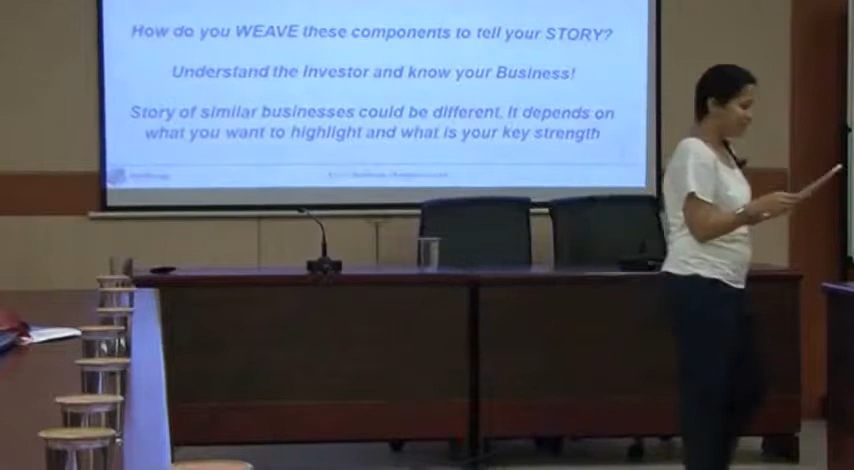 How do you WEAVE these components to tell your STORY?
Understand the Investor and know your Business!
Story of similar businesses could be different. It depends on
what you want to highlight and what is your key strength